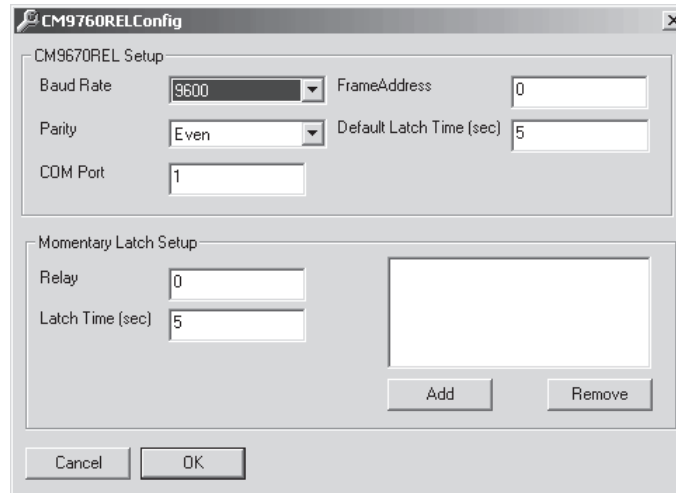 CM9760RELConfig
CM9670REL Setup
Baud Rate 9600 FrameAddress 0
Parity Even Default Latch Time (sec) 5
COM Port 1
Momentary Latch Setup
Relay 0
Latch Time (sec) 5
Add Remove
Cancel OK